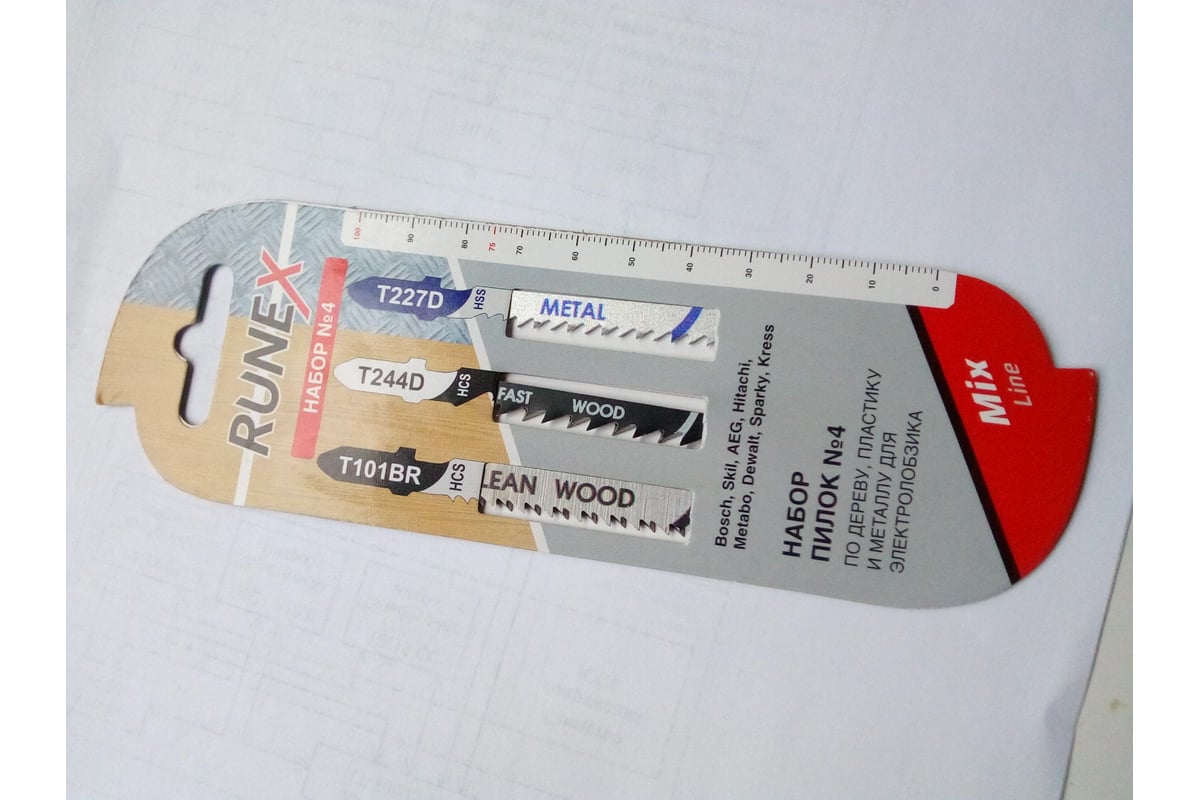 RUNEX
НАБОР №4
100 90 80 75 70 60 50 40 30 20 10 0
T227D HSS METAL
T244D HCS FAST WOOD
T101BR HCS LEAN WOOD
Bosch, Skil, AEG, Hitachi,
Metabo, Dewalt, Sparky, Kress
НАБОР
ПИЛОК №4
ПО ДЕРЕВУ, ПЛАСТИКУ
И МЕТАЛЛУ ДЛЯ
ЭЛЕКТРОЛОБЗИКА
Mix
Line